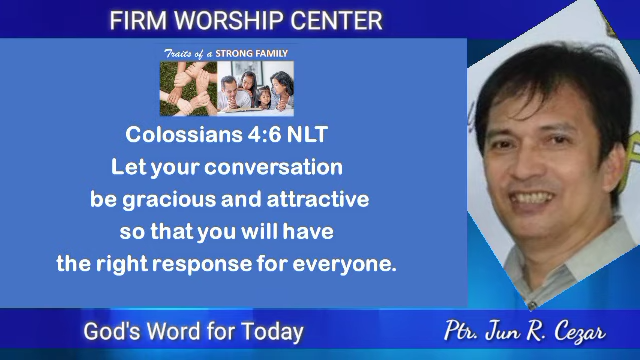 FIRM WORSHIP CENTER
Traits of a STRONG FAMILY
Colossians 4:6 NLT
Let your conversation
be gracious and attractive
so that you will have
the right response for everyone.
God's Word for Today
Ptr. Jun R. Cezar